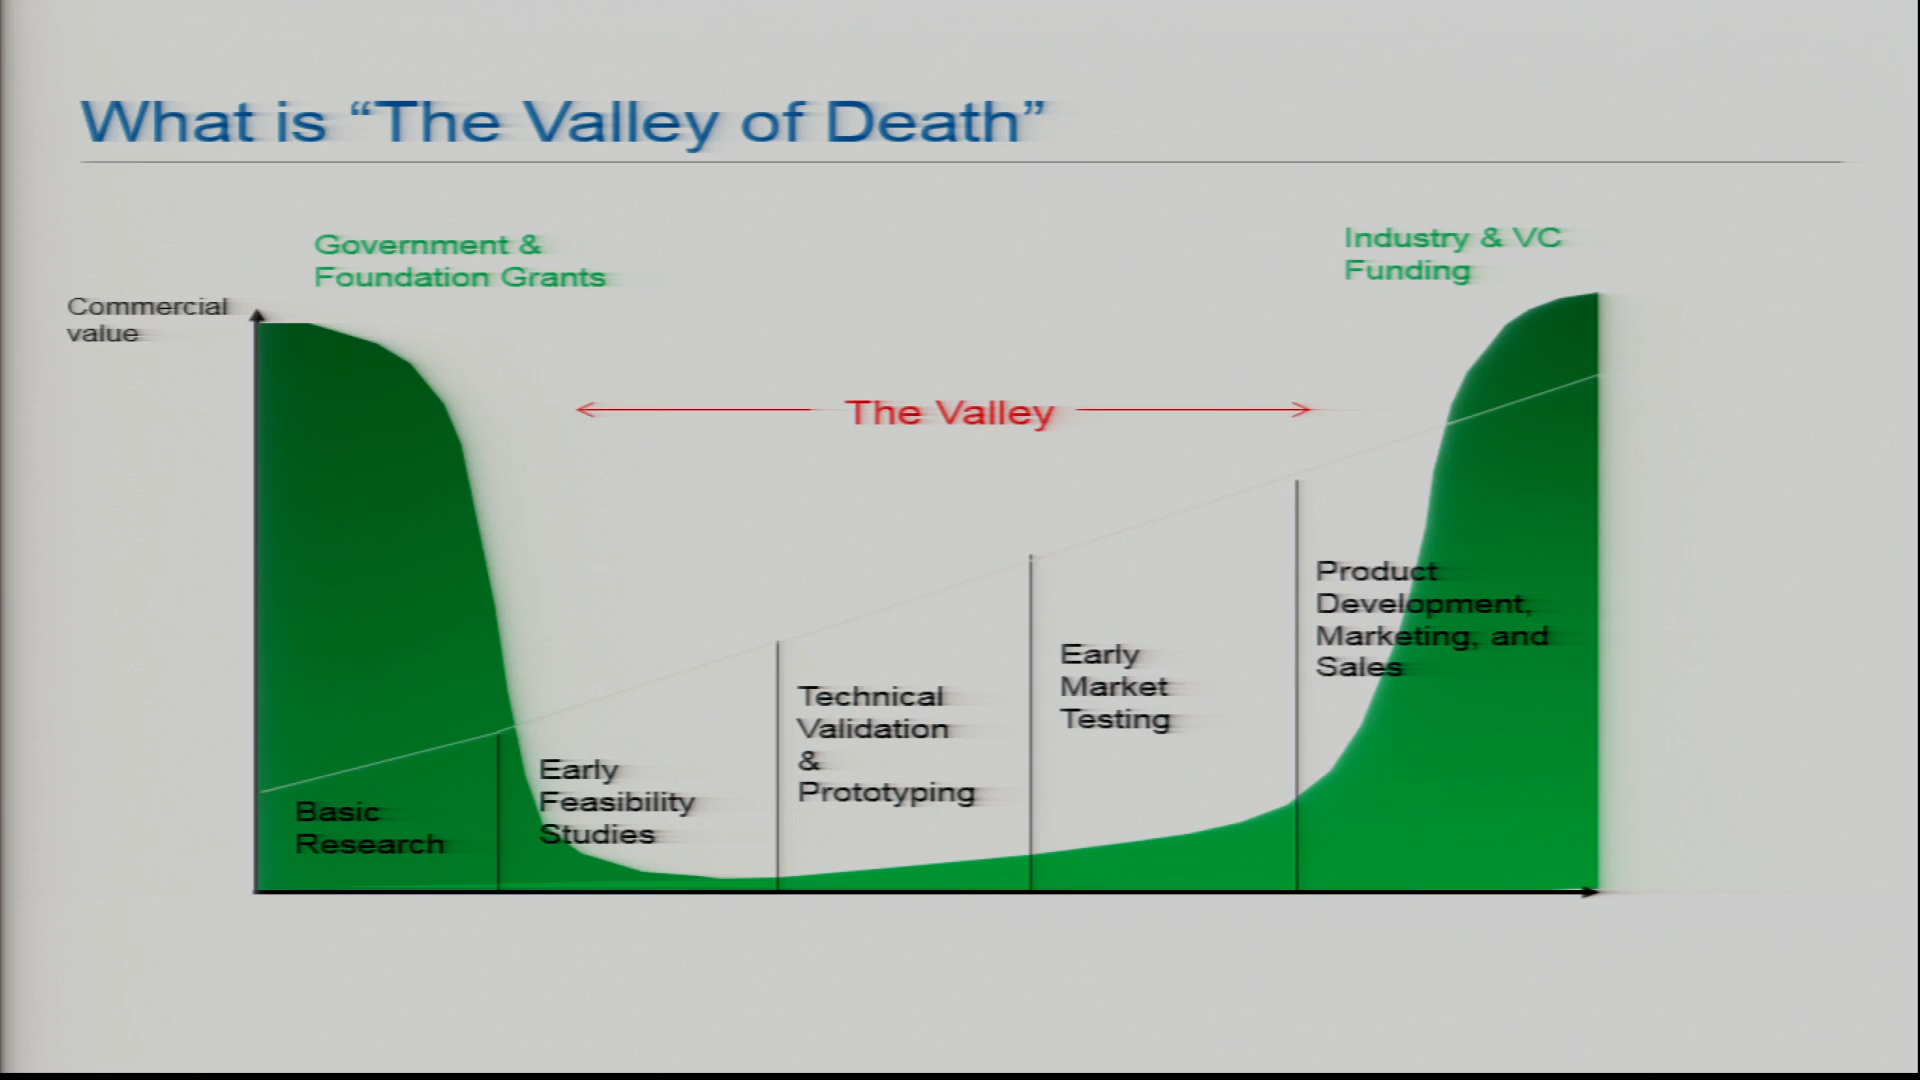 What is “The Valley of Death”
Government &
Foundation Grants
Industry & VC
Funding
Commercial
value
The Valley
Basic
Research
Early
Feasibility
Studies
Technical
Validation
&
Prototyping
Early
Market
Testing
Product
Development,
Marketing, and
Sales